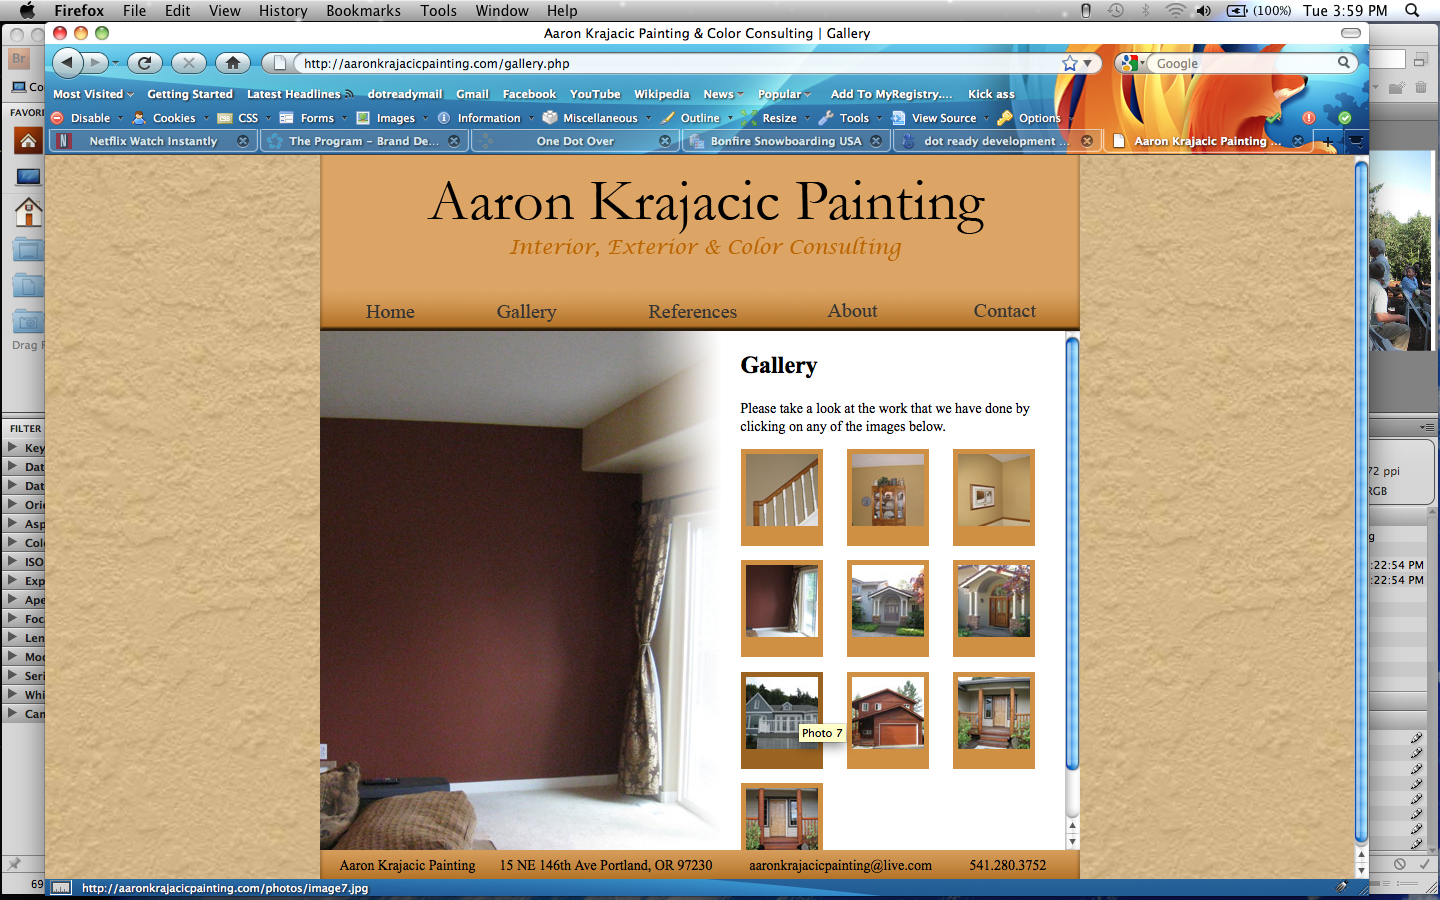 Firefox File Edit View History Bookmarks Tools Window Help (100%) Tue 3:59 PM
Aaron Krajacic Painting & Color Consulting | Gallery
http://aaronkrajacicpainting.com/gallery.php Google
Most Visited Getting Started Latest Headlines dotreadymail Gmail Facebook YouTube Wikipedia News Popular Add To MyRegistry.... Kick ass
Disable Cookies CSS Forms Images Information Miscellaneous Outline Resize Tools View Source Options
Netflix Watch Instantly The Program – Brand De... One Dot Over Bonfire Snowboarding USA dot ready development ... Aaron Krajacic Painting ...
Br
Co
FAVOR
Drag F
FILTER
Key
Dat
Dat
Orie
Asp
Colo
ISO
Exp
Ape
Foc
Len
Mod
Seri
Whi
Can
69
Aaron Krajacic Painting
Interior, Exterior & Color Consulting
Home Gallery References About Contact
Gallery
Please take a look at the work that we have done by
clicking on any of the images below.
Photo 7
Aaron Krajacic Painting 15 NE 146th Ave Portland, OR 97230 aaronkrajacicpainting@live.com 541.280.3752
http://aaronkrajacicpainting.com/photos/image7.jpg
72 ppi
RGB
g
:22:54 PM
:22:54 PM